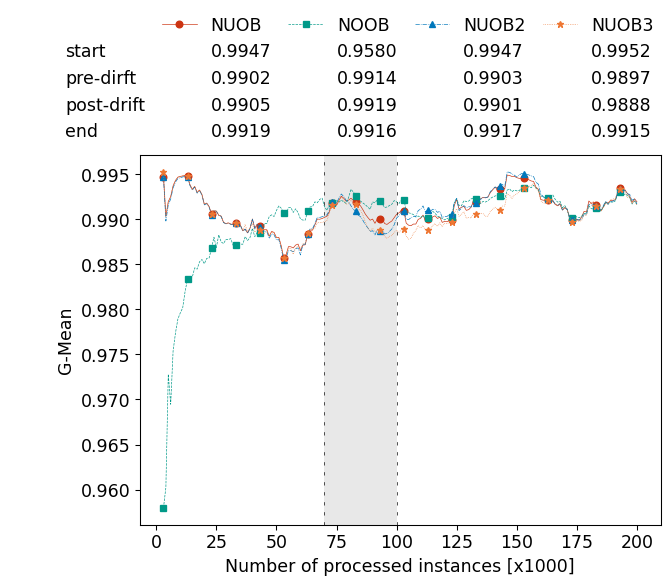 NUOB NOOB NUOB2 NUOB3
start 0.9947 0.9580 0.9947 0.9952
pre-dirft 0.9902 0.9914 0.9903 0.9897
post-drift 0.9905 0.9919 0.9901 0.9888
end 0.9919 0.9916 0.9917 0.9915
0.995
0.990
0.985
0.980
0.975
0.970
0.965
0.960
G-Mean
0 25 50 75 100 125 150 175 200
Number of processed instances [x1000]